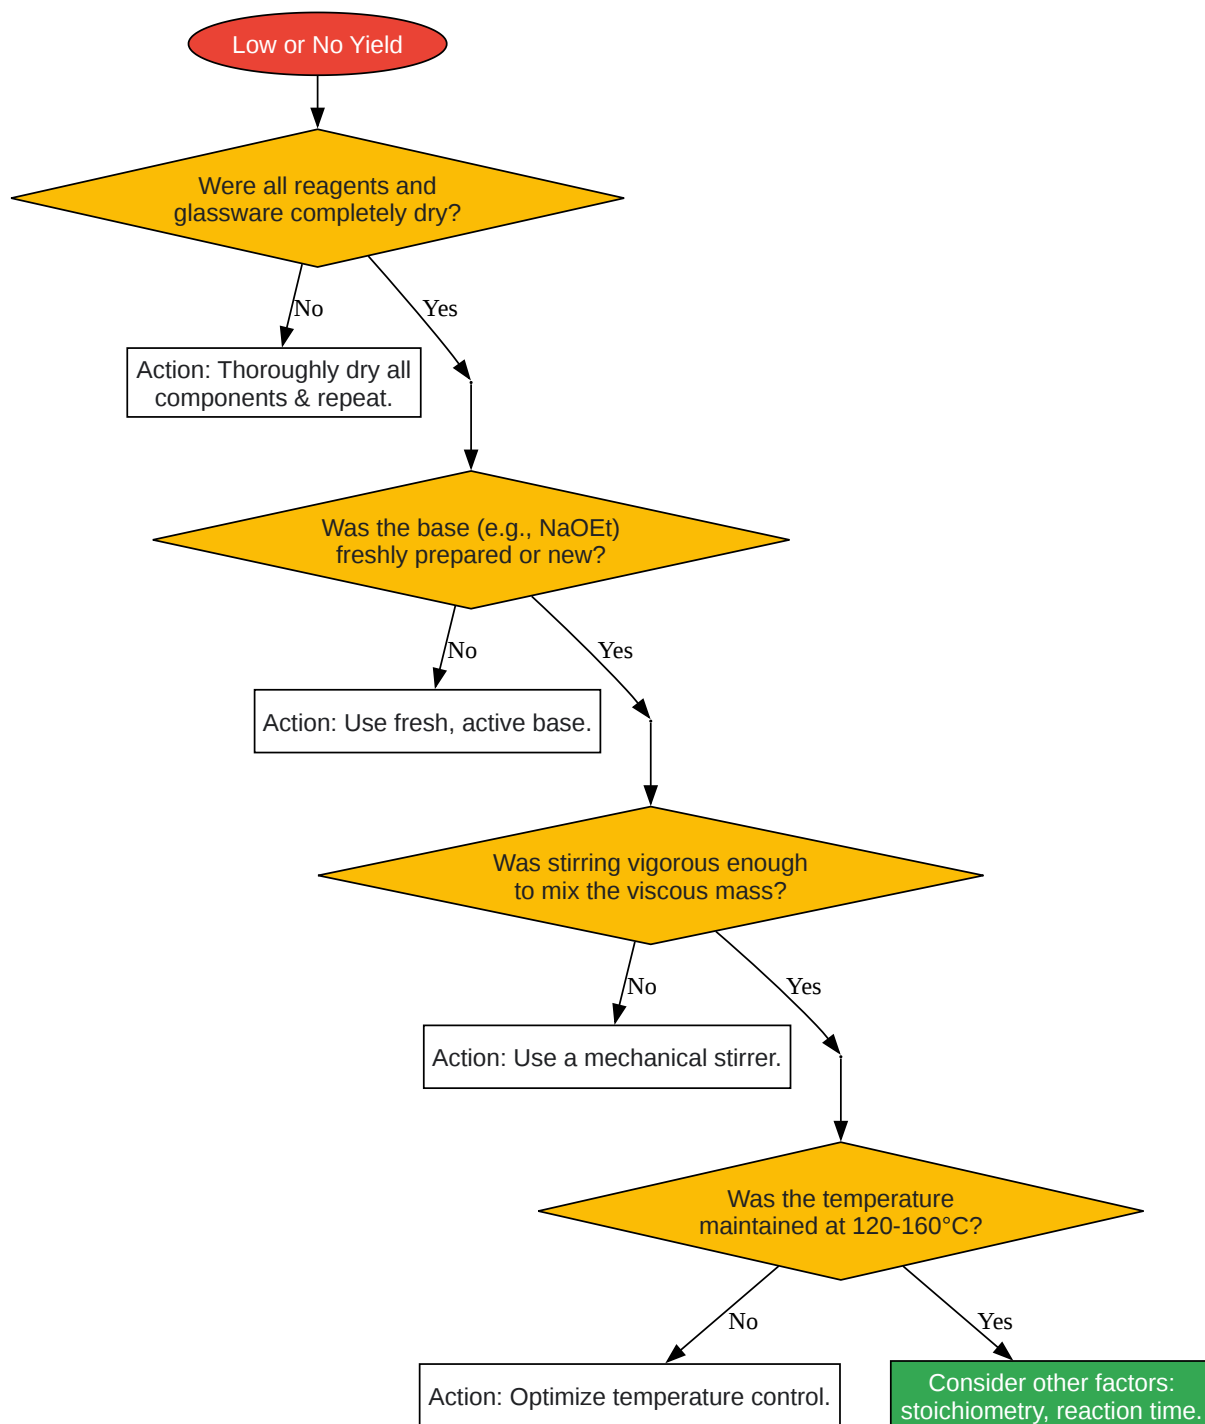 Low or No Yield
Were all reagents and
glassware completely dry?
No
Yes
Action: Thoroughly dry all
components & repeat.
Was the base (e.g., NaOEt)
freshly prepared or new?
No
Yes
Action: Use fresh, active base.
Was stirring vigorous enough
to mix the viscous mass?
No
Yes
Action: Use a mechanical stirrer.
Was the temperature
maintained at 120-160°C?
No
Yes
Action: Optimize temperature control.
Consider other factors:
stoichiometry, reaction time.